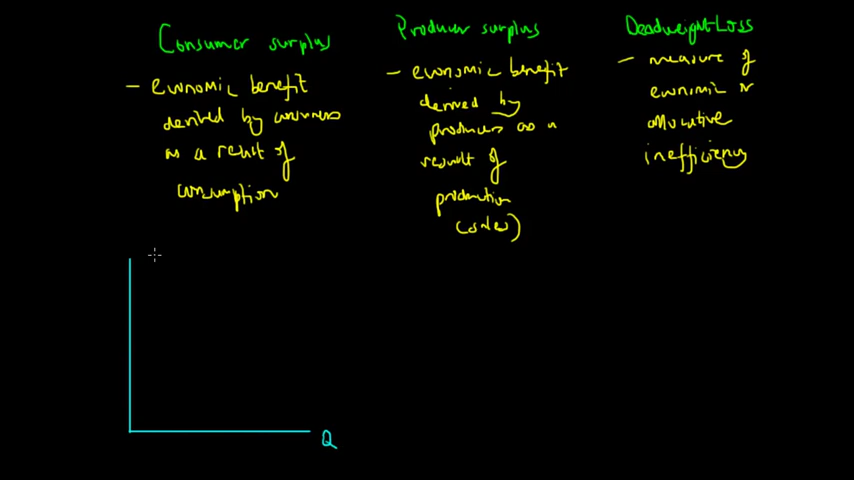 Consumer surplus
- economic benefit
derived by consumers
as a result of
consumption
Producer surplus
- economic benefit
derived by
producers as a
result of
production
(sales)
Deadweight Loss
- measure of
economic or
allocative
inefficiency
Q